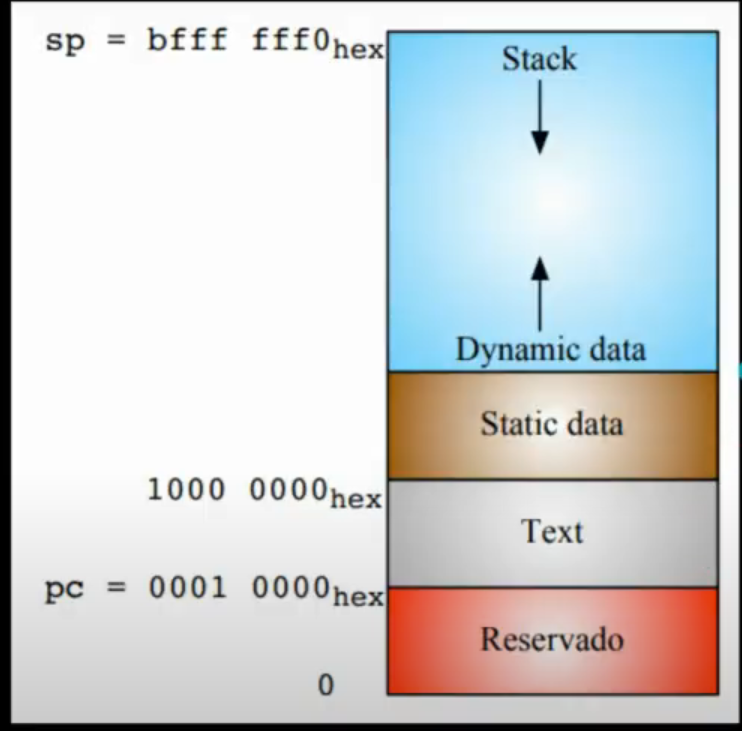 sp = bfff fff0hex
Stack
Dynamic data
Static data
1000 0000hex
Text
pc = 0001 0000hex
Reservado
0